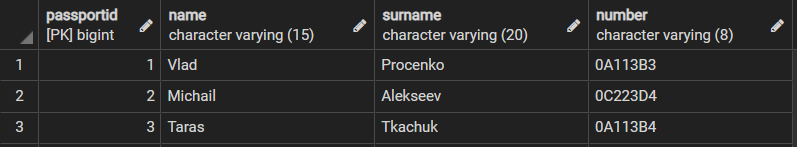 passportid name surname number
[PK] bigint character varying (15) character varying (20) character varying (8)
1 1 Vlad Procenko 0A113B3
2 2 Michail Alekseev 0C223D4
3 3 Taras Tkachuk 0A113B4